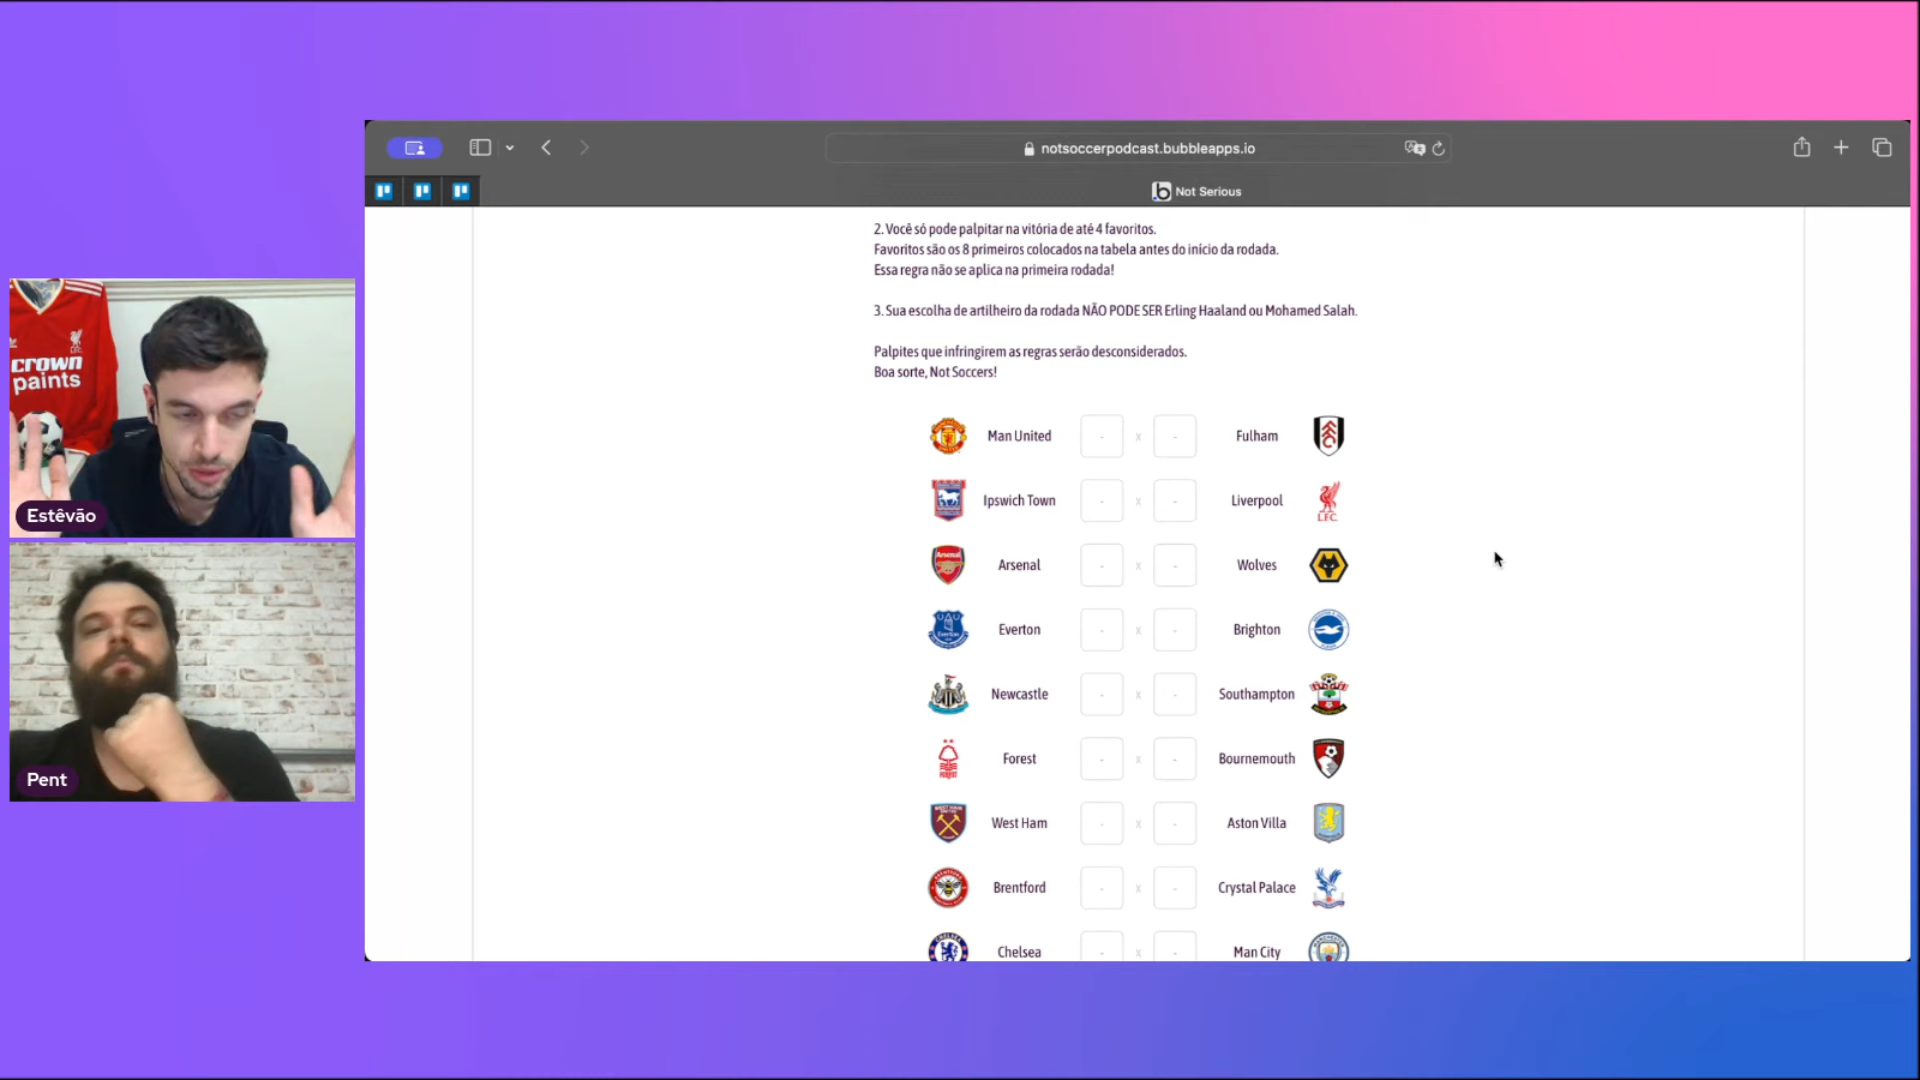 notsoccerpodcast.bubbleapps.io
Not Serious
2. Você só pode palpitar na vitória de até 4 favoritos.
Favoritos são os 8 primeiros colocados na tabela antes do início da rodada.
Essa regra não se aplica na primeira rodada!
3. Sua escolha de artilheiro da rodada NÃO PODE SER Erling Haaland ou Mohamed Salah.
Palpites que infringirem as regras serão desconsiderados.
Boa sorte, Not Soccers!
Man United - x - Fulham
Ipswich Town - x - Liverpool
L.F.C.
Arsenal
Arsenal - x - Wolves
Everton
Everton - x - Brighton
Newcastle - x - Southampton
Forest - x - Bournemouth
West Ham - x - Aston Villa
Brentford - x - Crystal Palace
Chelsea - x - Man City
crown
paints
Estêvão
Pent